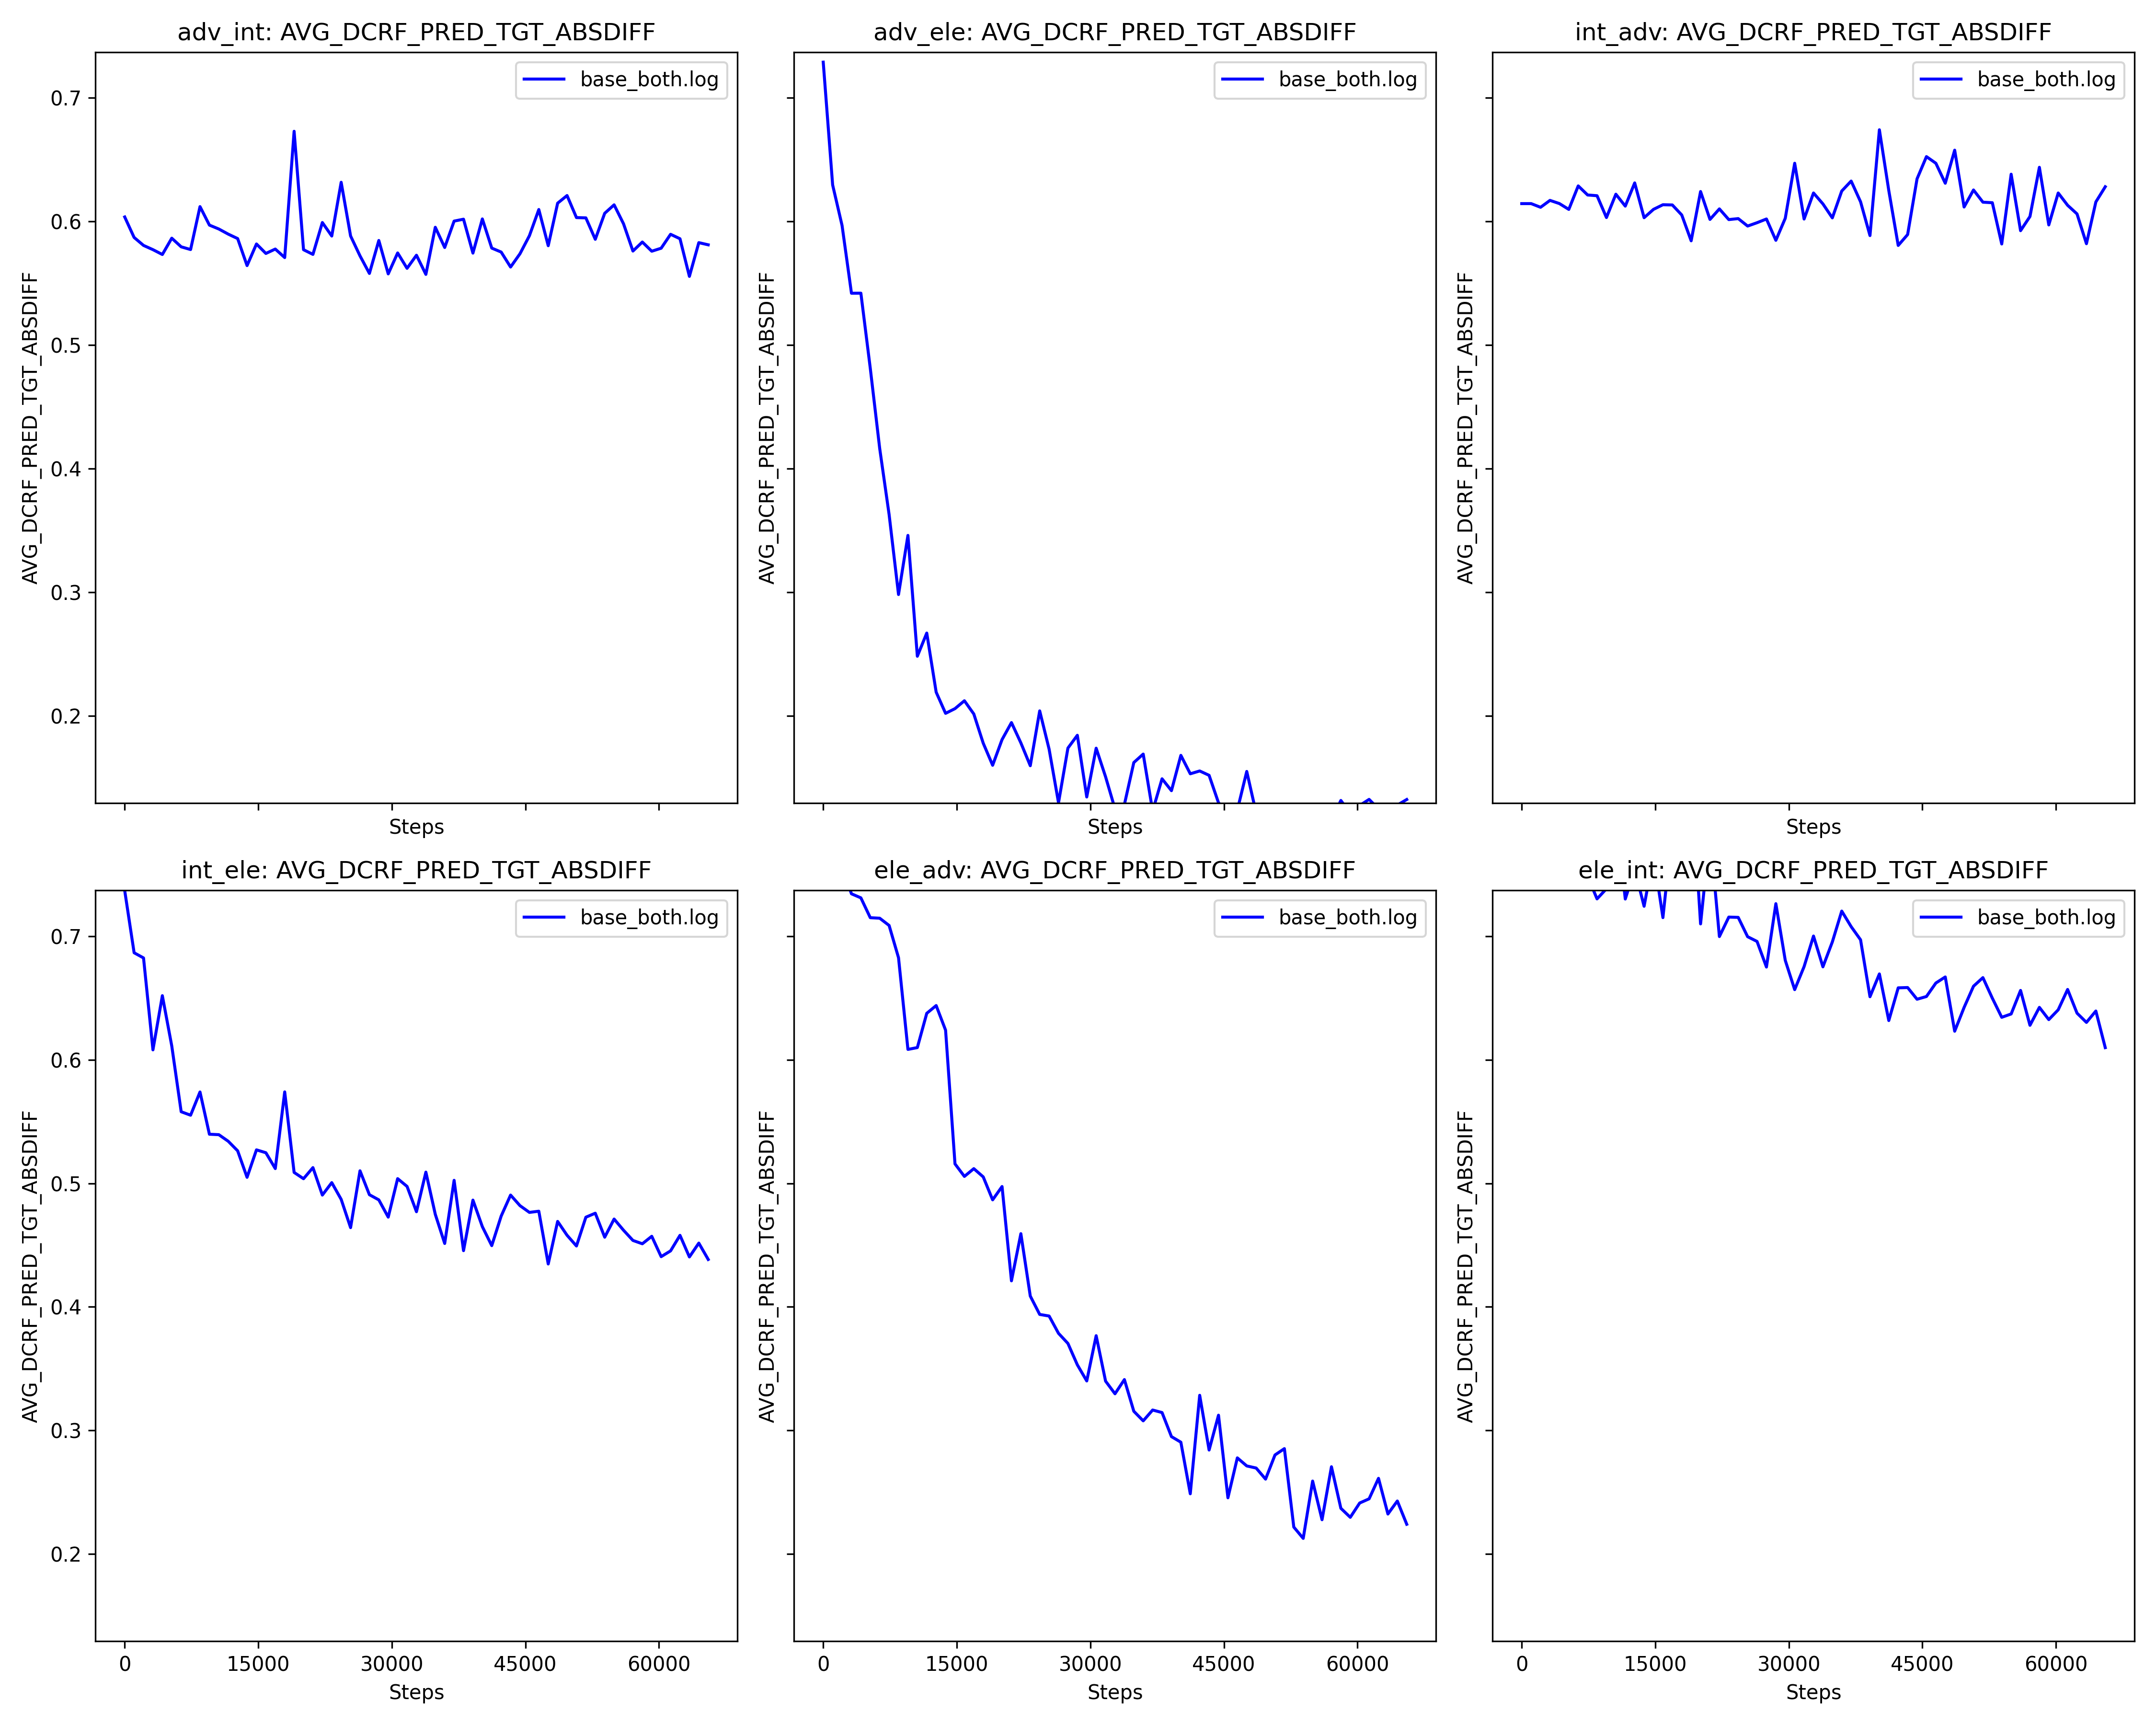 adv_int: AVG_DCRF_PRED_TGT_ABSDIFF
base_both.log
AVG_DCRF_PRED_TGT_ABSDIFF
0.7
0.6
0.5
0.4
0.3
0.2
Steps
adv_ele: AVG_DCRF_PRED_TGT_ABSDIFF
base_both.log
AVG_DCRF_PRED_TGT_ABSDIFF
Steps
int_adv: AVG_DCRF_PRED_TGT_ABSDIFF
base_both.log
AVG_DCRF_PRED_TGT_ABSDIFF
Steps
int_ele: AVG_DCRF_PRED_TGT_ABSDIFF
base_both.log
AVG_DCRF_PRED_TGT_ABSDIFF
0.7
0.6
0.5
0.4
0.3
0.2
0 15000 30000 45000 60000
Steps
ele_adv: AVG_DCRF_PRED_TGT_ABSDIFF
base_both.log
AVG_DCRF_PRED_TGT_ABSDIFF
0 15000 30000 45000 60000
Steps
ele_int: AVG_DCRF_PRED_TGT_ABSDIFF
base_both.log
AVG_DCRF_PRED_TGT_ABSDIFF
0 15000 30000 45000 60000
Steps